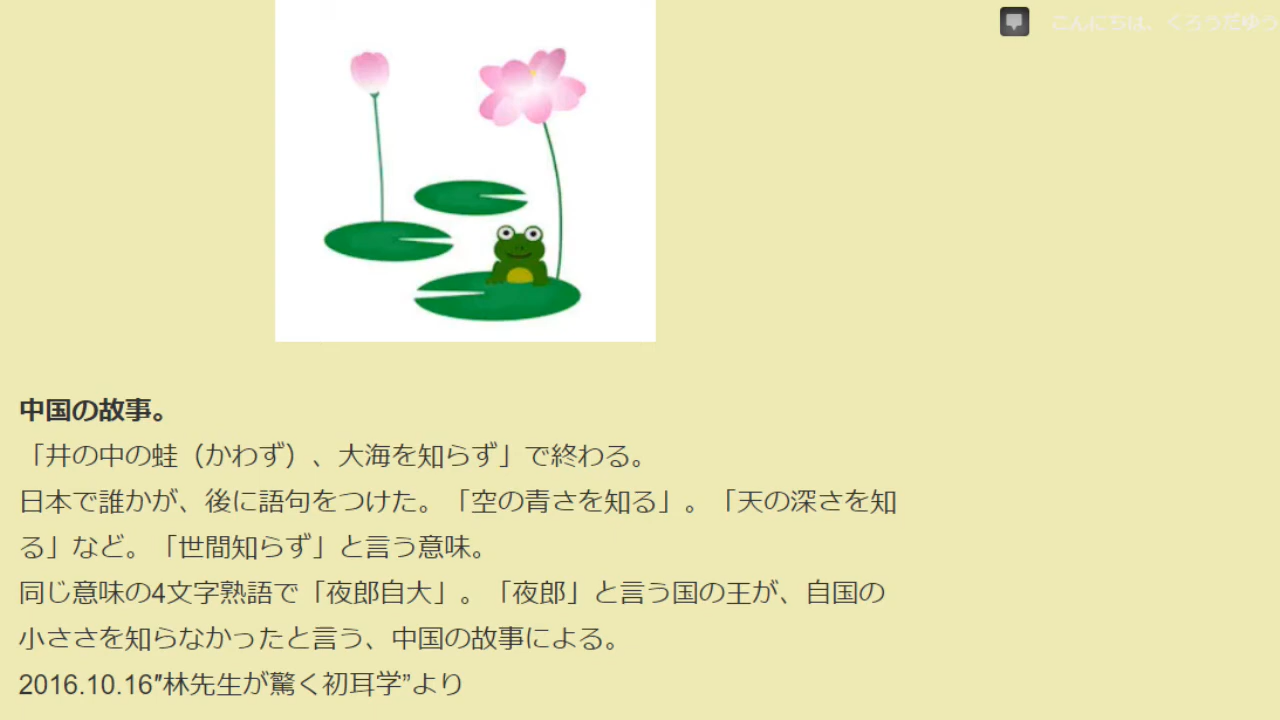 こんにちは、くろうだゆう
中国の故事。
「井の中の蛙（かわず）、大海を知らず」で終わる。
日本で誰かが、後に語句をつけた。「空の青さを知る」。「天の深さを知
る」など。「世間知らず」と言う意味。
同じ意味の4文字熟語で「夜郎自大」。「夜郎」と言う国の王が、自国の
小ささを知らなかったと言う、中国の故事による。
2016.10.16″林先生が驚く初耳学”より